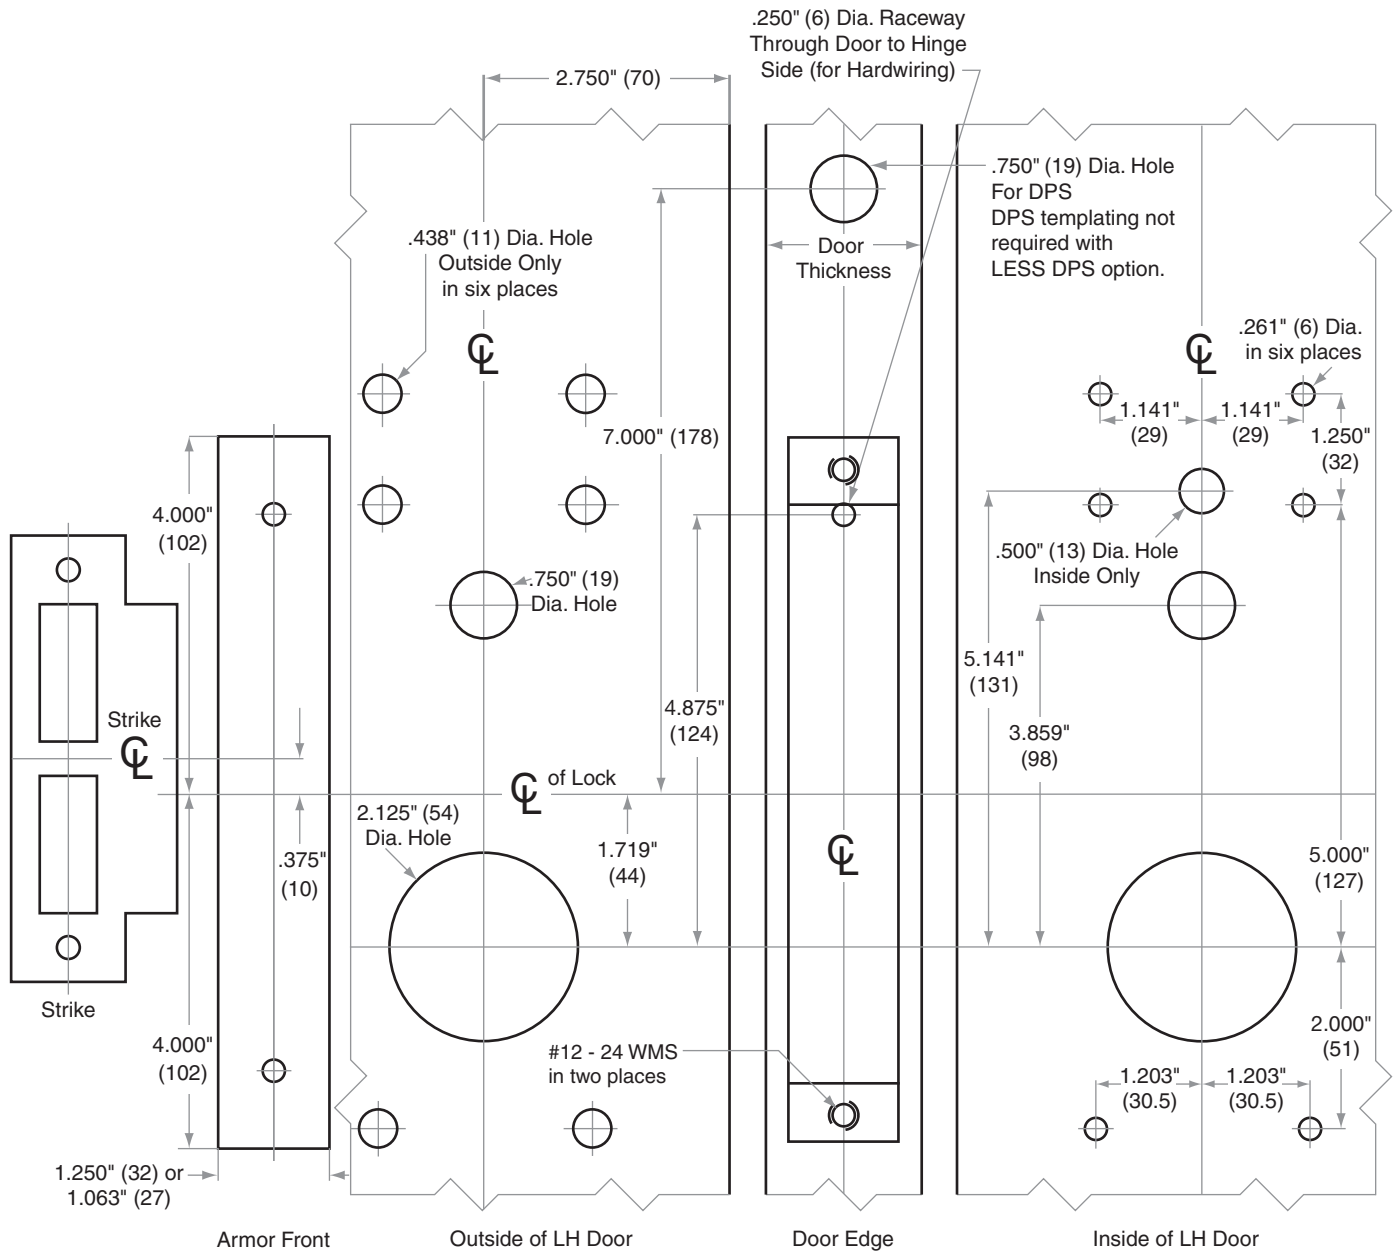 .250" (6) Dia. Raceway
Through Door to Hinge
Side (for Hardwiring)
2.750" (70)
.750" (19) Dia. Hole
For DPS
DPS templating not
required with
LESS DPS option.
.438" (11) Dia. Hole
Outside Only
in six places
Door
Thickness
℄
℄
.261" (6) Dia.
in six places
1.141"
(29)
1.141"
(29)
1.250"
(32)
7.000" (178)
4.000"
(102)
.500" (13) Dia. Hole
Inside Only
.750" (19)
Dia. Hole
5.141"
(131)
4.875"
(124)
3.859"
(98)
Strike
℄
℄ of Lock
2.125" (54)
Dia. Hole
.375"
(10)
1.719"
(44)
℄
5.000"
(127)
Strike
4.000"
(102)
#12 - 24 WMS
in two places
2.000"
(51)
1.203"
(30.5)
1.203"
(30.5)
1.250" (32) or
1.063" (27)
Armor Front
Outside of LH Door
Door Edge
Inside of LH Door